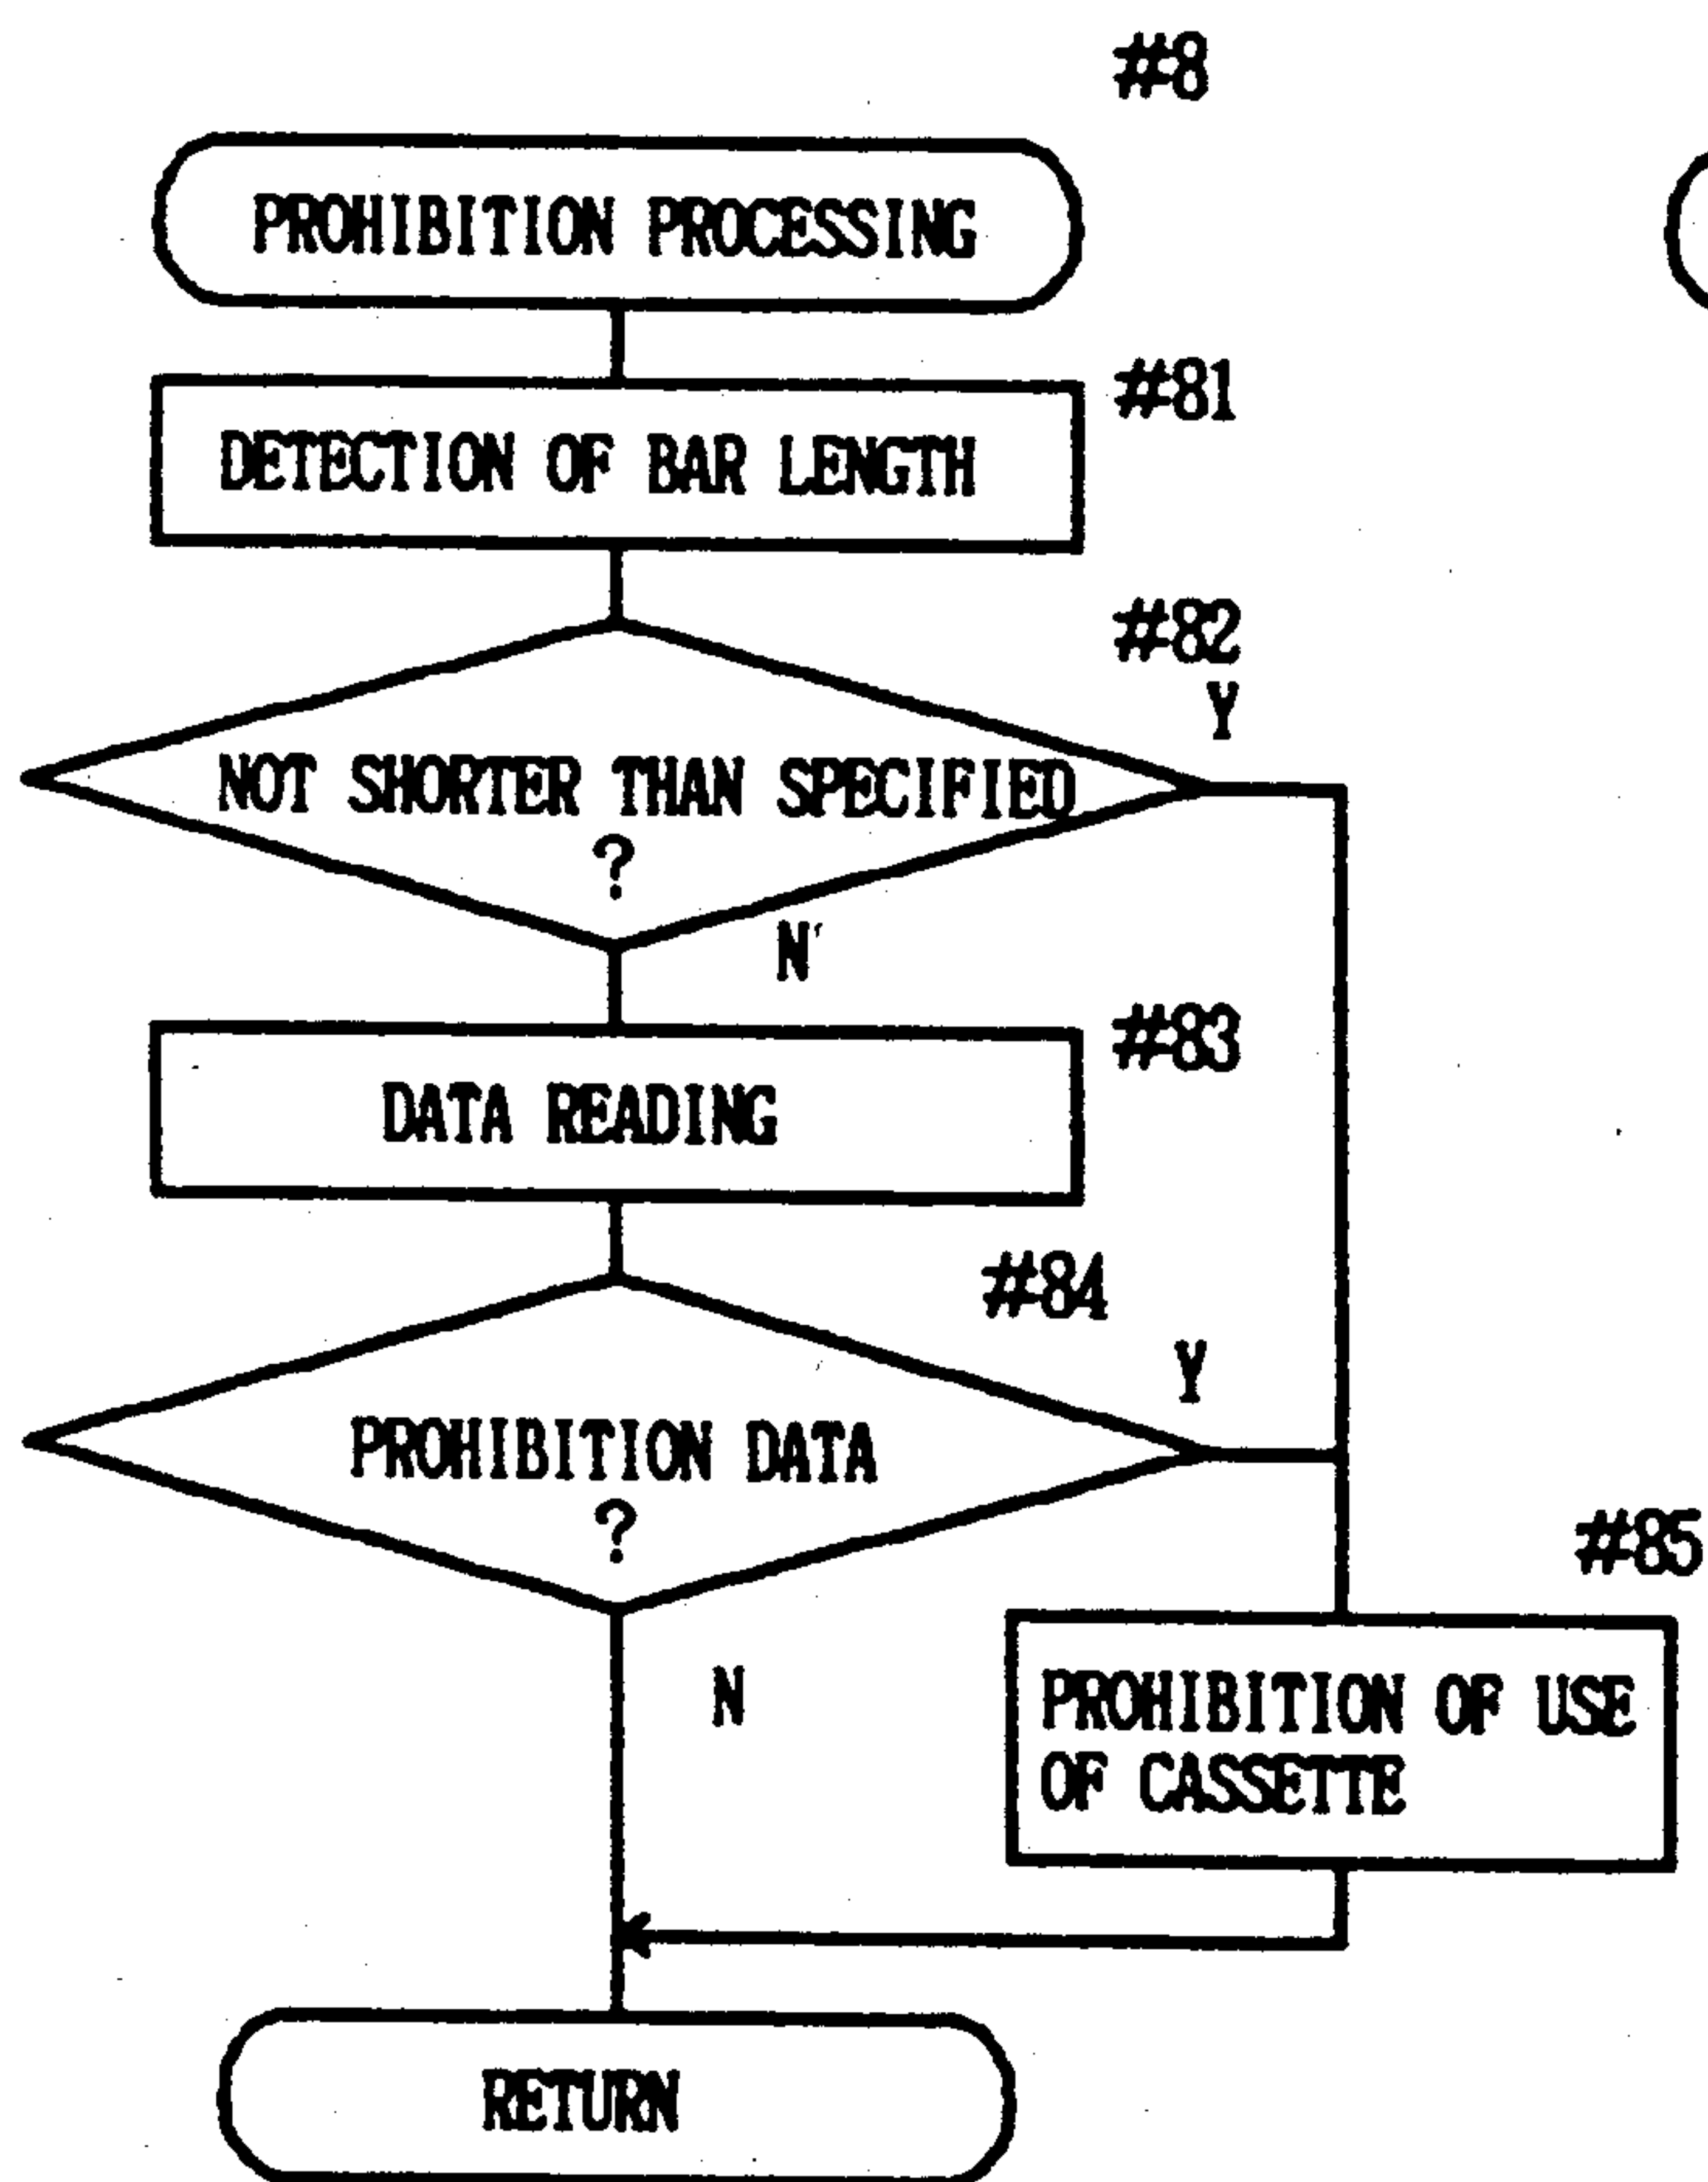 #8
PROHIBITION PROCESSING
#81
DETECTION OF BAR LENGTH
#82
Y
NOT SHORTER THAN SPECIFIED
?
N
#83
DATA READING
#84
Y
PROHIBITION DATA
?
#85
N
PROHIBITION OF USE
OF CASSETTE
RETURN